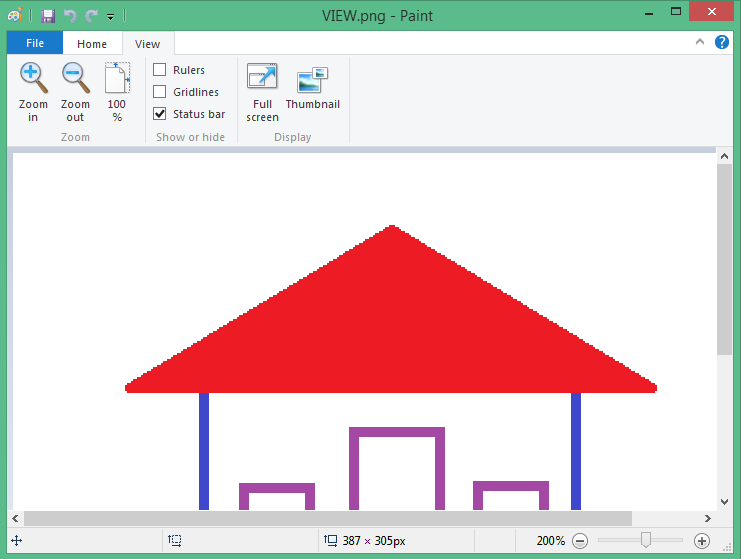 VIEW.png - Paint
File Home View
Zoom in
Zoom out
100 %
Rulers
Gridlines
Status bar
Full screen
Thumbnail
Zoom
Show or hide
Display
387 × 305px
200%